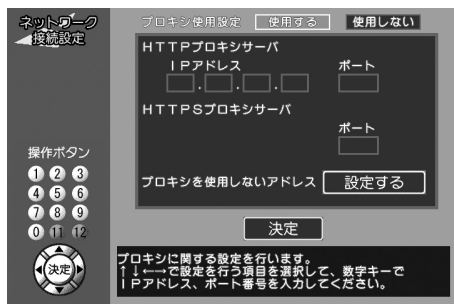 ネットワーク
接続設定
プロキシ使用設定 使用する 使用しない
HTTPプロキシサーバ
IPアドレス ポート
. . .
HTTPSプロキシサーバ
ポート
プロキシを使用しないアドレス 設定する
決定
操作ボタン
1 2 3
4 5 6
7 8 9
0 11 12
決定
プロキシに関する設定を行います。
↑↓←→で設定を行う項目を選択して、数字キーで
IPアドレス、ポート番号を入力してください。